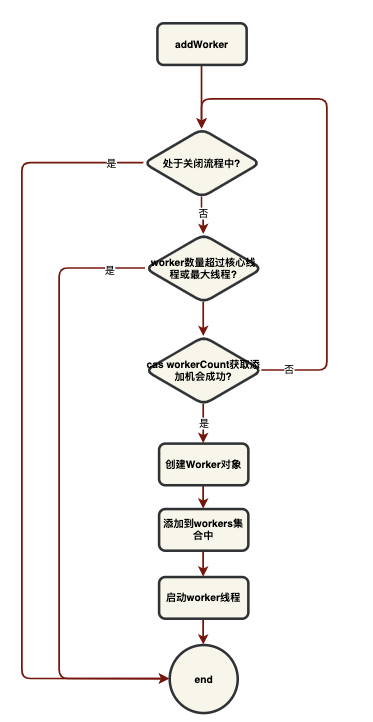 addWorker
处于关闭流程中?
是
否
worker数量超过核心线
程或最大线程?
是
cas workerCount获取添
加机会成功?
否
是
创建Worker对象
添加到workers集
合中
启动worker线程
end